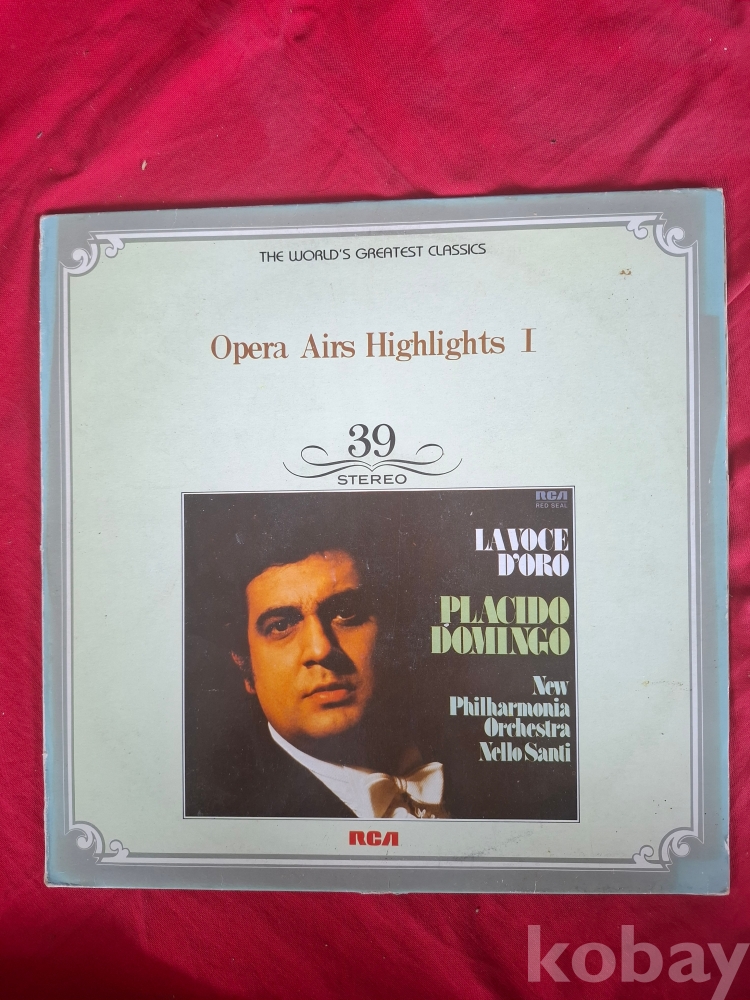 THE WORLD'S GREATEST CLASSICS
Opera Airs Highlights I
39
STEREO
RCA
RED SEAL
LA VOCE
D'ORO
PLACIDO
DOMINGO
New
Philharmonia
Orchestra
Nello Santi
RCA
kobay